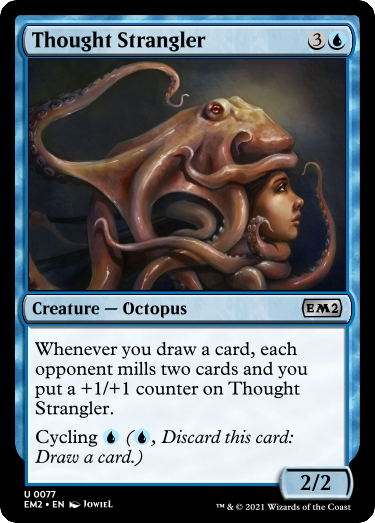 Thought Strangler 3
Creature — Octopus EM2
Whenever you draw a card, each
opponent mills two cards and you
put a +1/+1 counter on Thought
Strangler.
Cycling (, Discard this card:
Draw a card.)
2/2
U 0077
EM2 • EN JOWIEL
™ & © 2021 Wizards of the Coast